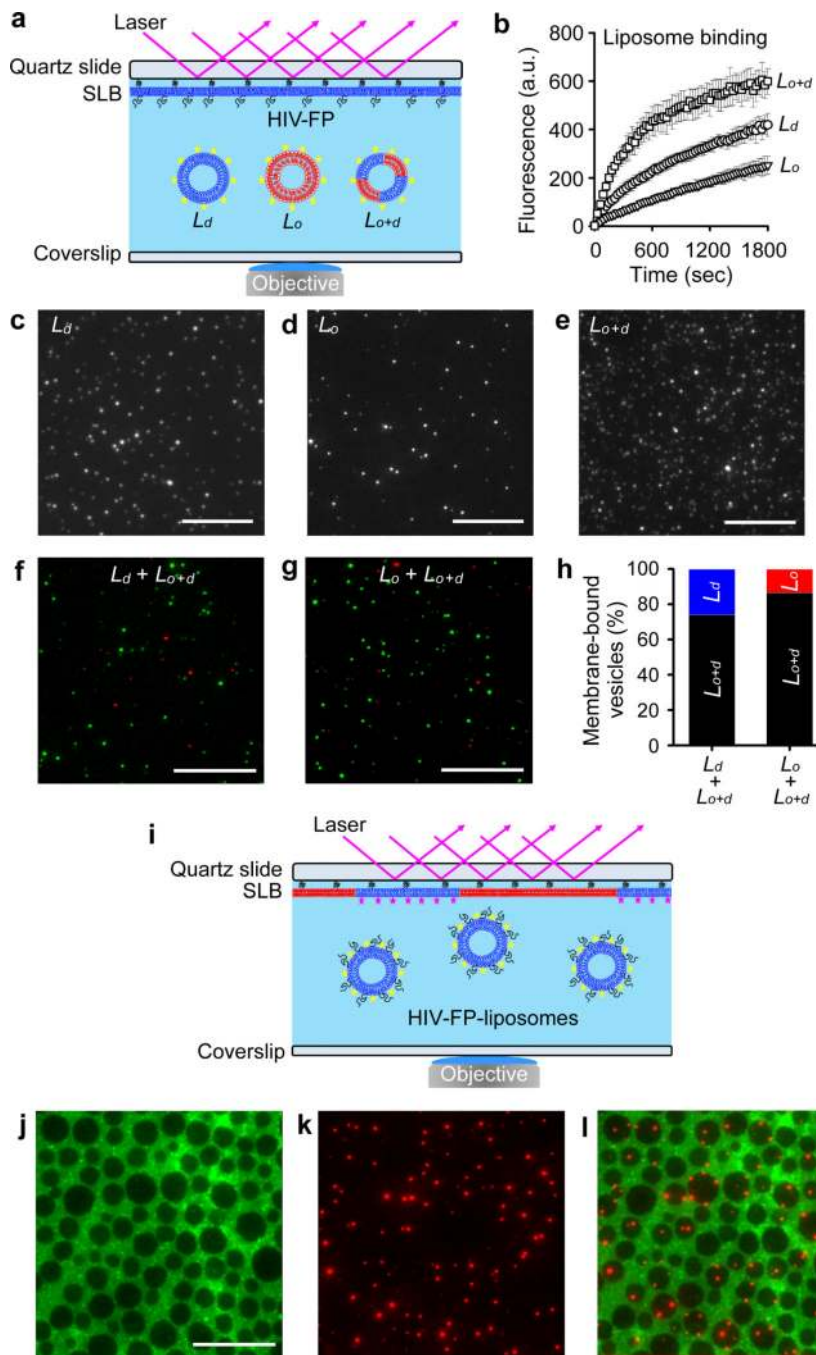 a
Laser
Quartz slide
SLB
HIV-FP
Ld
Lo
Lo+d
Coverslip
Objective
b
Fluorescence (a.u.)
800
600
400
200
0
Liposome binding
Lo+d
Ld
Lo
0
600
1200
1800
Time (sec)
c
Ld
d
Lo
e
Lo+d
f
Ld + Lo+d
g
Lo + Lo+d
h
Membrane-bound
vesicles (%)
100
80
60
40
20
0
Ld
Lo+d
Lo
Lo+d
Ld
+
Lo+d
Lo
+
Lo+d
i
Laser
Quartz slide
SLB
HIV-FP-liposomes
Coverslip
Objective
j
k
l